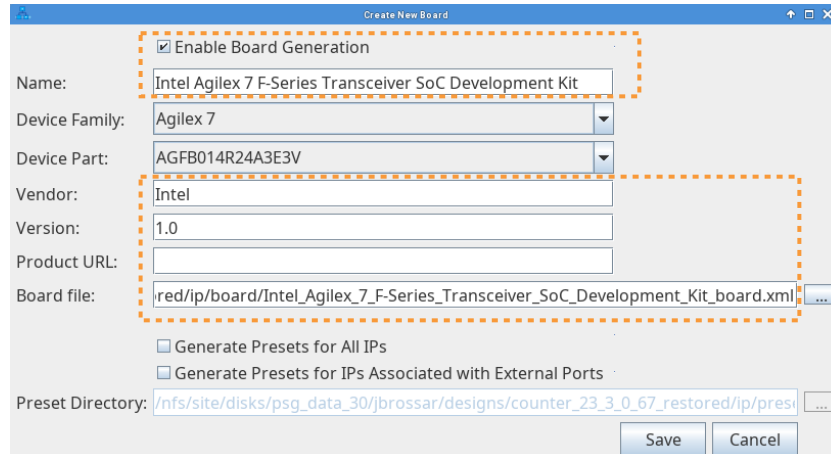 Create New Board
Enable Board Generation
Name: Intel Agilex 7 F-Series Transceiver SoC Development Kit
Device Family: Agilex 7
Device Part: AGFB014R24A3E3V
Vendor: Intel
Version: 1.0
Product URL:
Board file: red/ip/board/Intel_Agilex_7_F-Series_Transceiver_SoC_Development_Kit_board.xml ...
Generate Presets for All IPs
Generate Presets for IPs Associated with External Ports
Preset Directory: /nfs/site/disks/psg_data_30/jbrossar/designs/counter_23_3_0_67_restored/ip/prese ...
Save Cancel